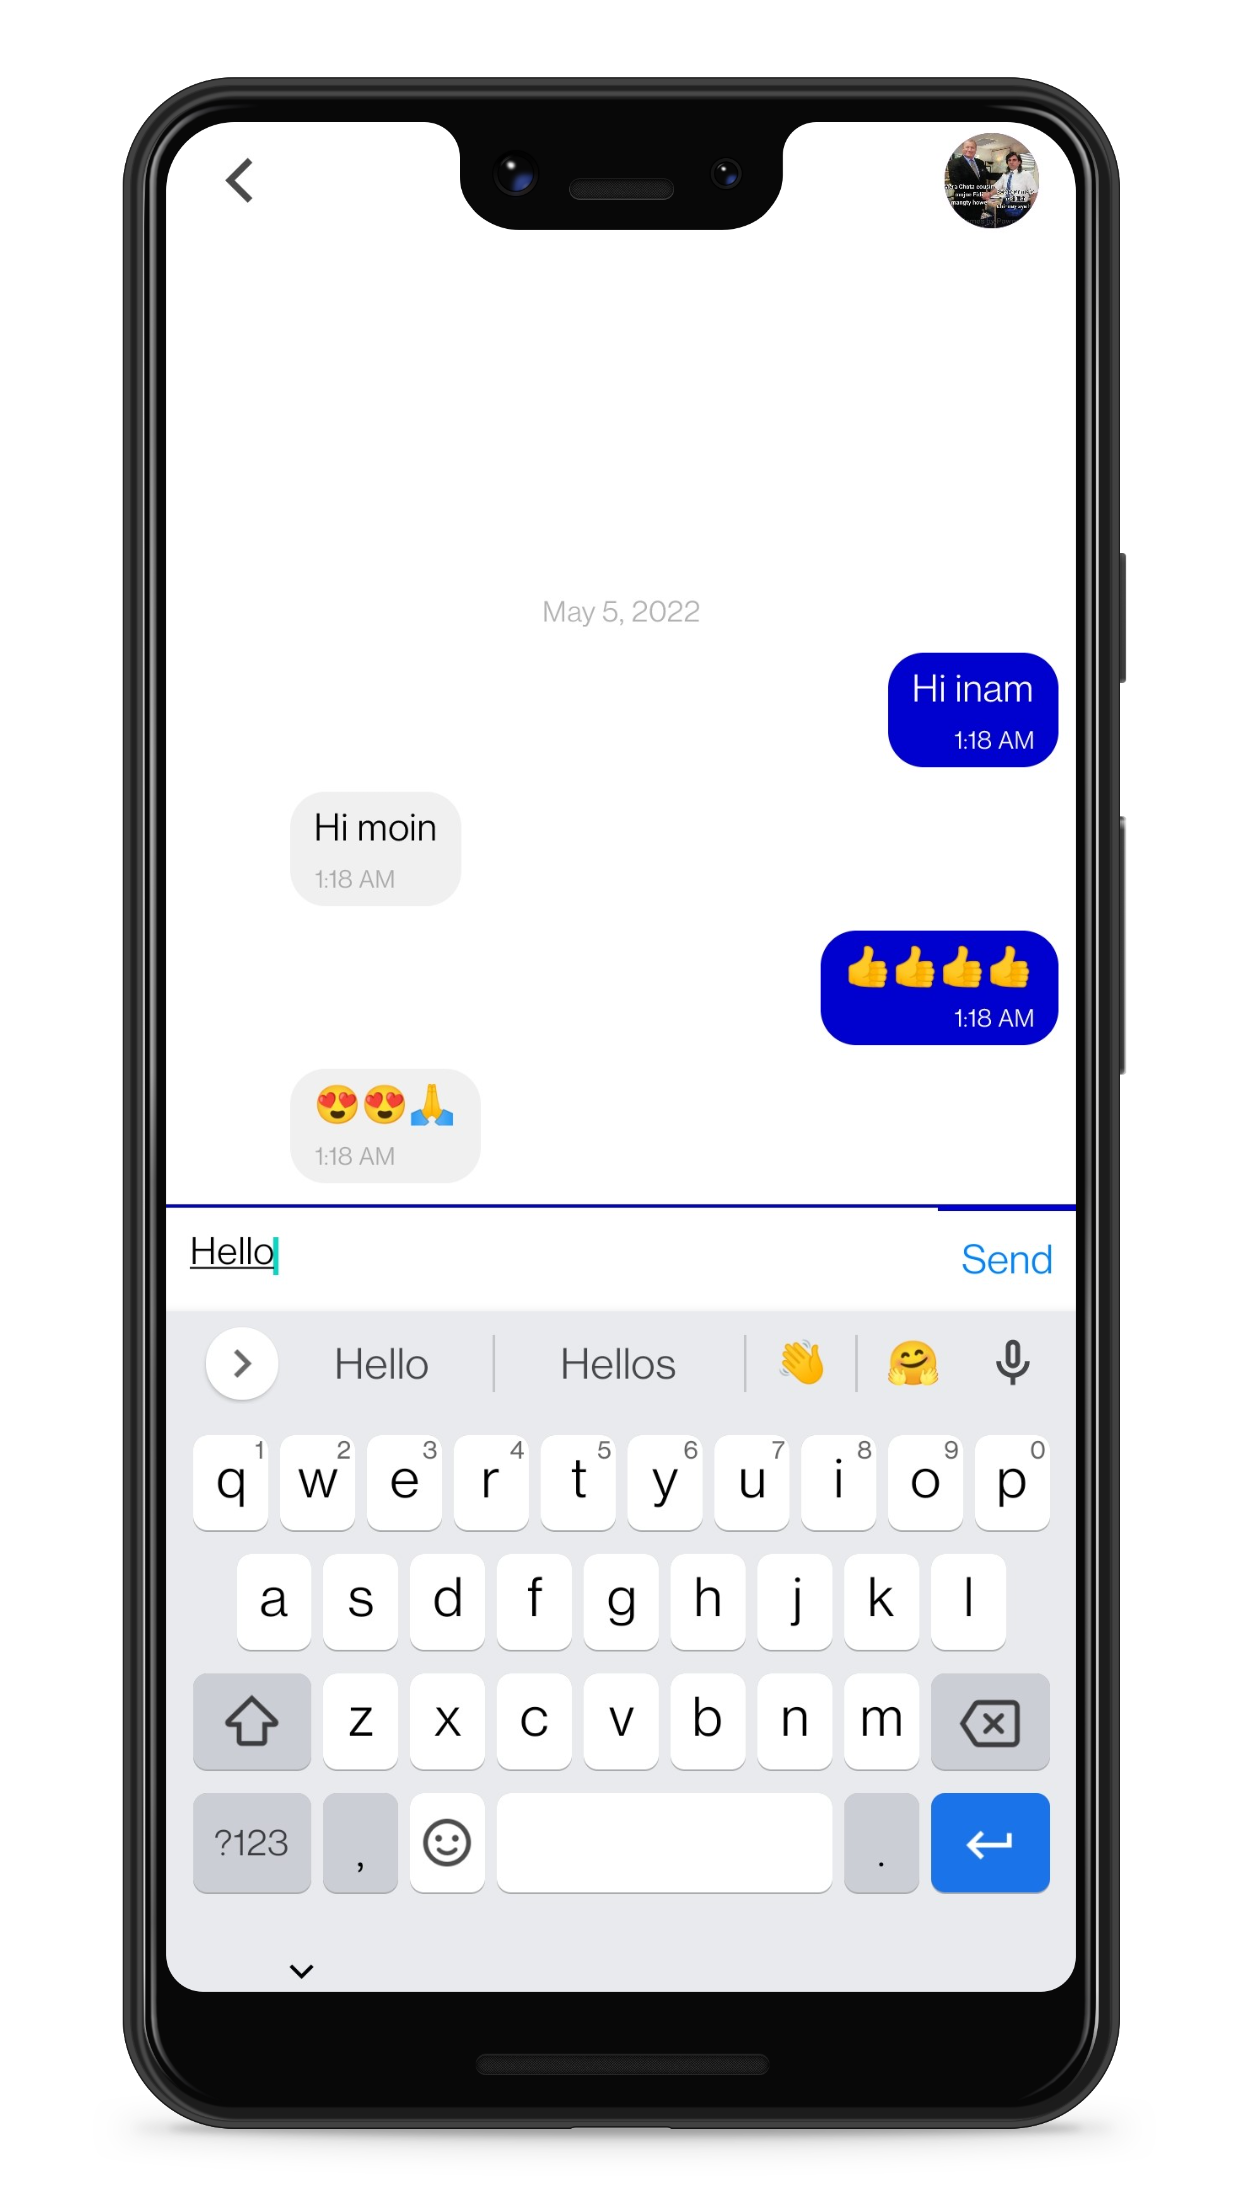 May 5, 2022
Hi inam
1:18 AM
Hi moin
1:18 AM
👍👍👍👍
1:18 AM
😍😍🙏
1:18 AM
Hello
Send
Hello Hellos 👋 🤗
1 2 3 4 5 6 7 8 9 0
q w e r t y u i o p
a s d f g h j k l
z x c v b n m
?123 , .